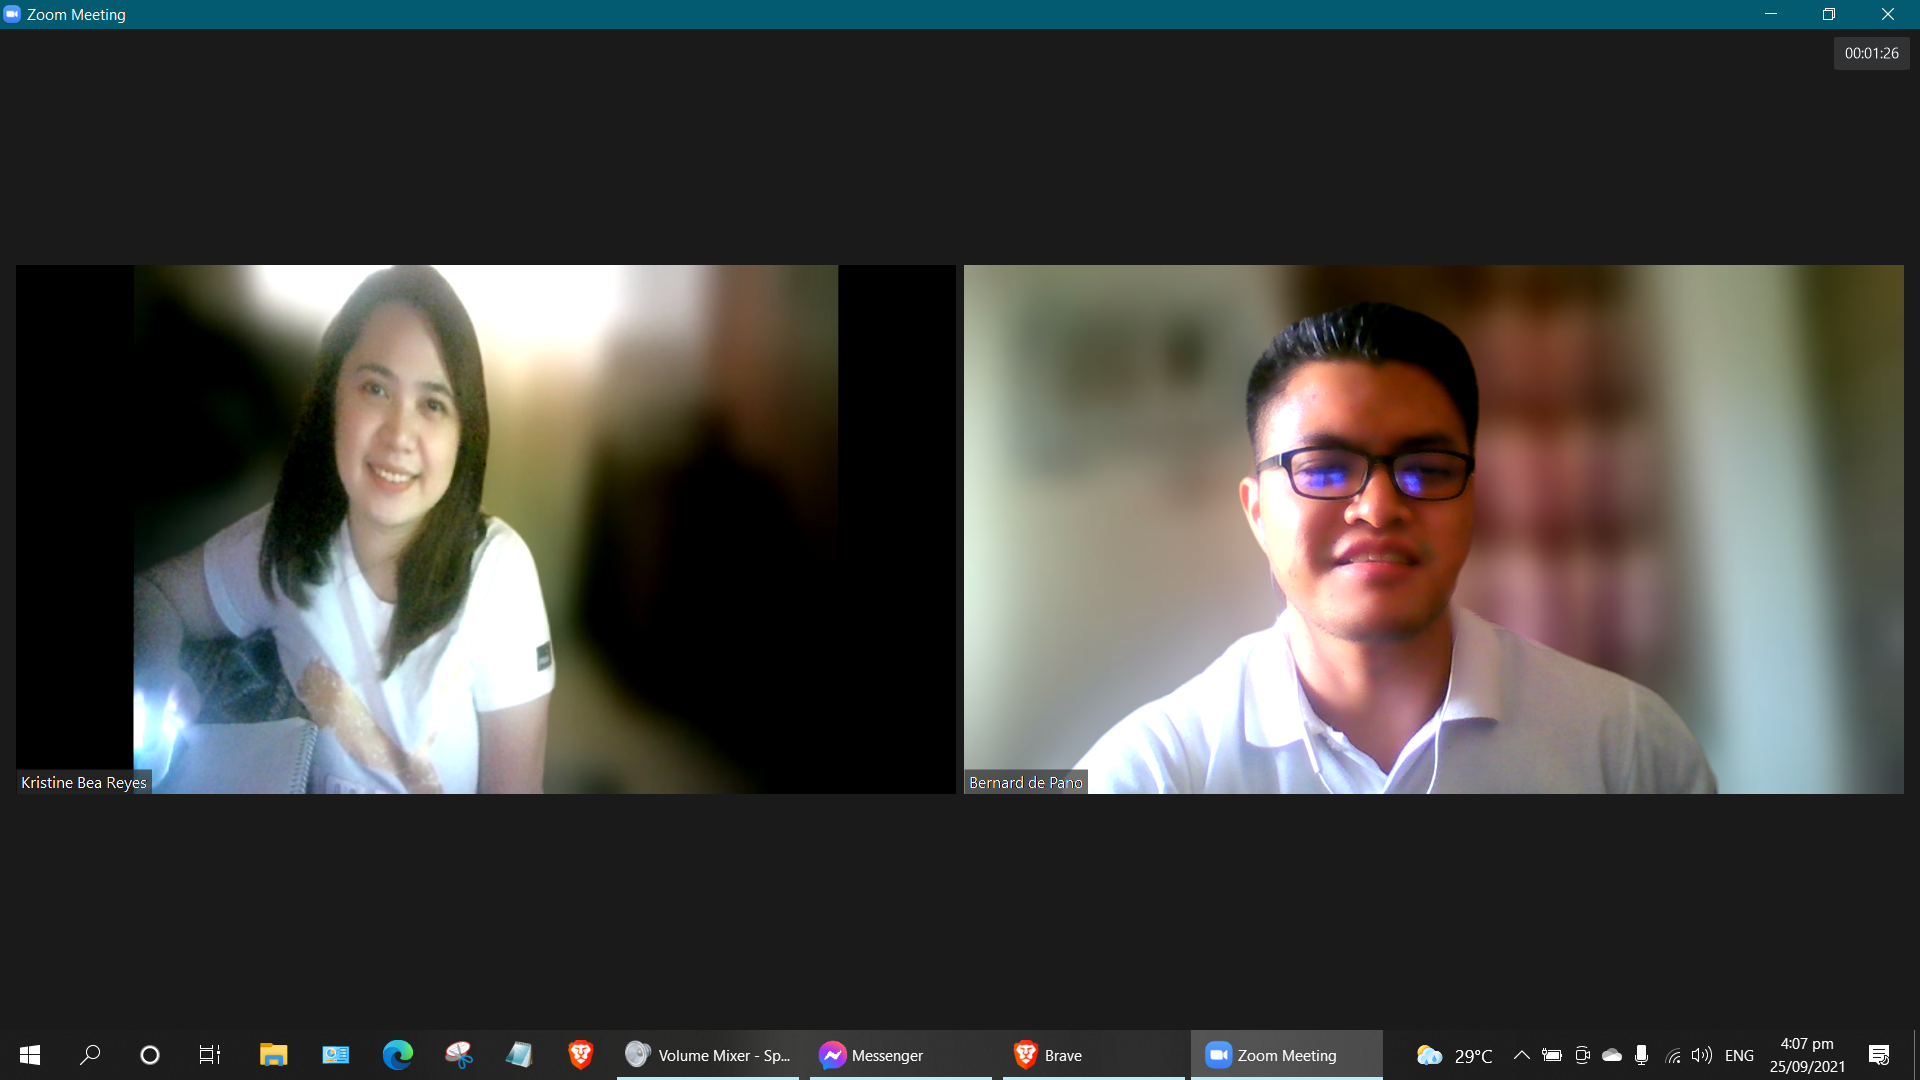 Zoom Meeting
00:01:26
Kristine Bea Reyes
Bernard de Pano
Volume Mixer - Sp...
Messenger
Brave
Zoom Meeting
29°C
ENG
4:07 pm
25/09/2021